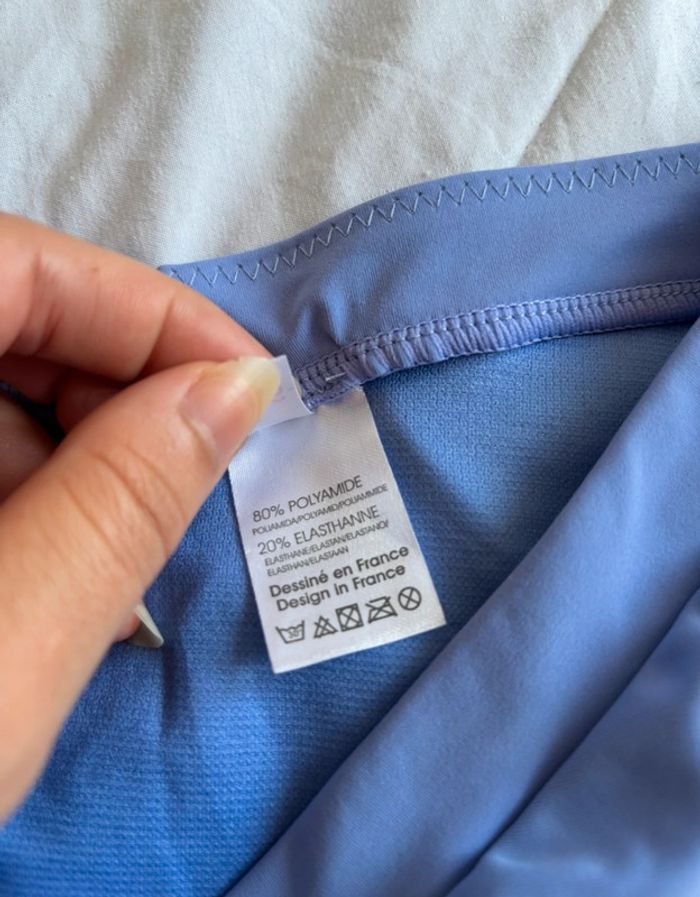 80% POLYAMIDE
POLIAMIDA/POLYAMID/POLIAMMIDE
20% ELASTHANNE
ELASTHANE/ELASTAN/ELASTANO/
ELASTHAN/ELASTAAN
Dessiné en France
Design in France